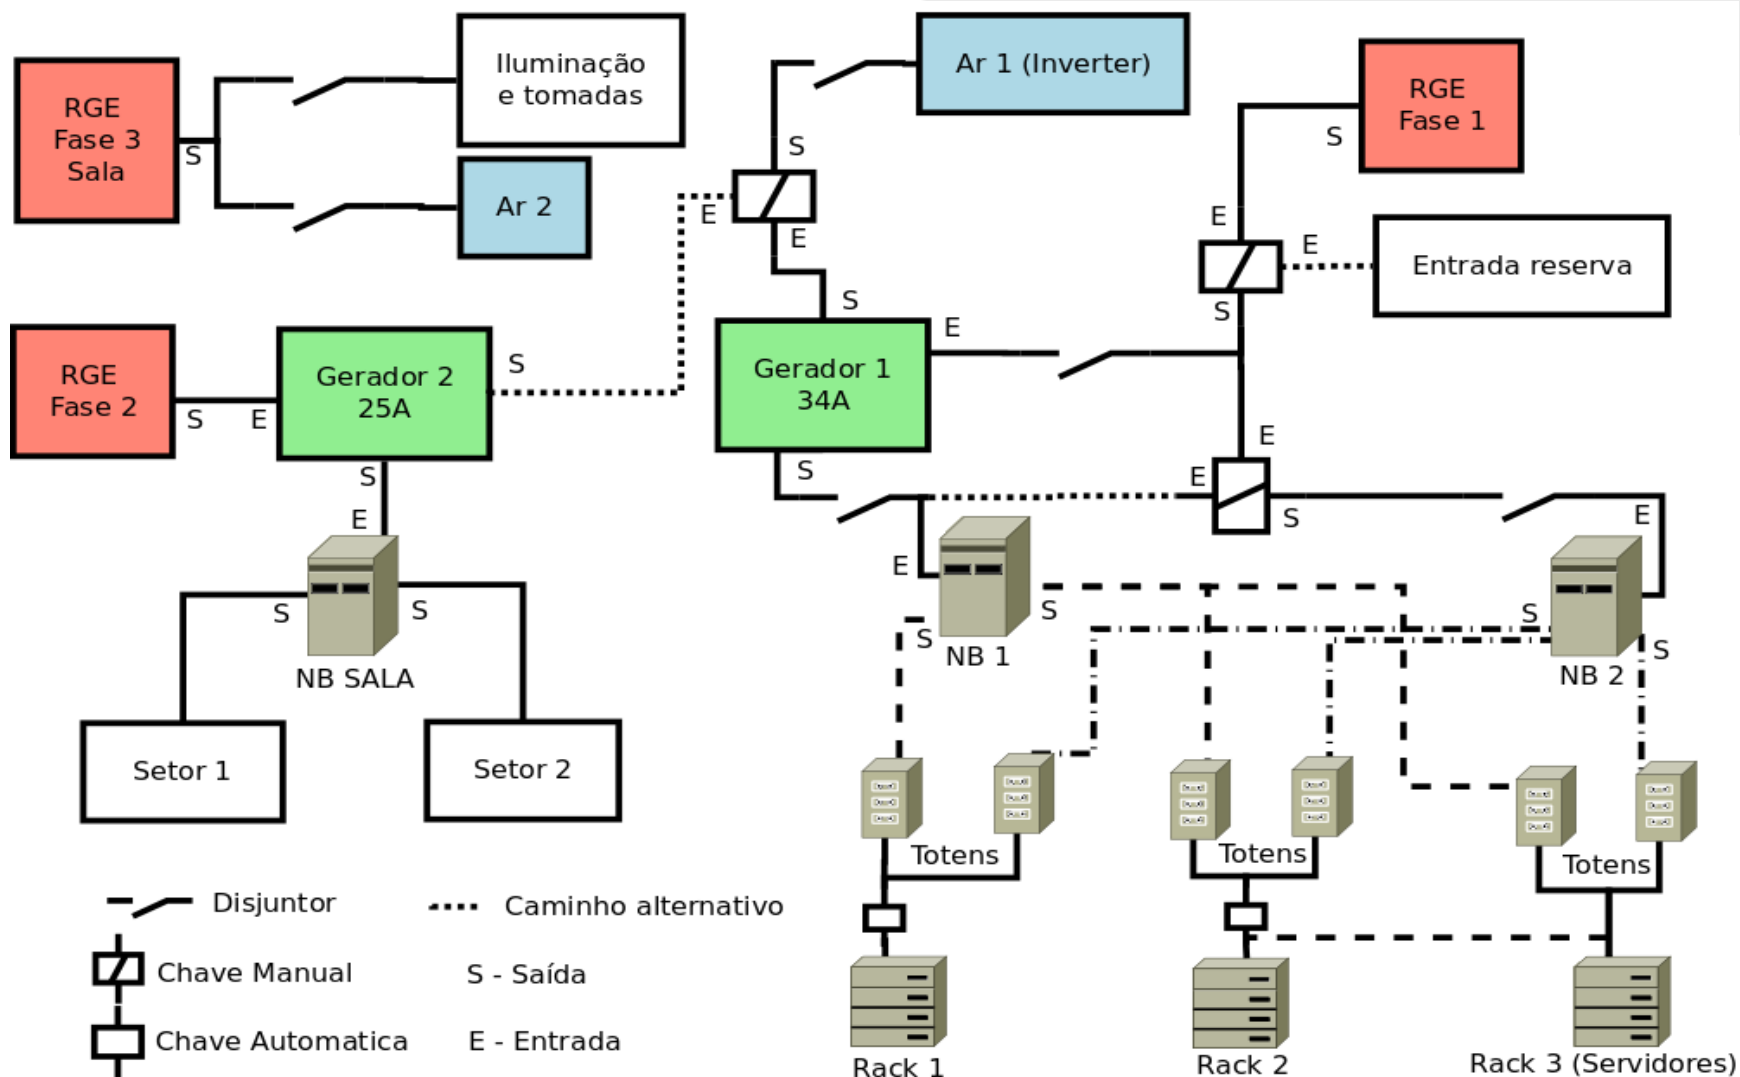 RGE
Fase 3
Sala
S
Iluminação
e tomadas
Ar 2
Ar 1 (Inverter)
S
E
E
S
RGE
Fase 1
S
E
E
S
Entrada reserva
RGE
Fase 2
S
E
Gerador 2
25A
S
S
E
NB SALA
S
S
Setor 1
Setor 2
Gerador 1
34A
E
S
E
E
S
E
S
S
NB 1
E
S
S
NB 2
Totens
Totens
Totens
Rack 1
Rack 2
Rack 3 (Servidores)
Disjuntor
Caminho alternativo
Chave Manual
S - Saída
Chave Automatica
E - Entrada